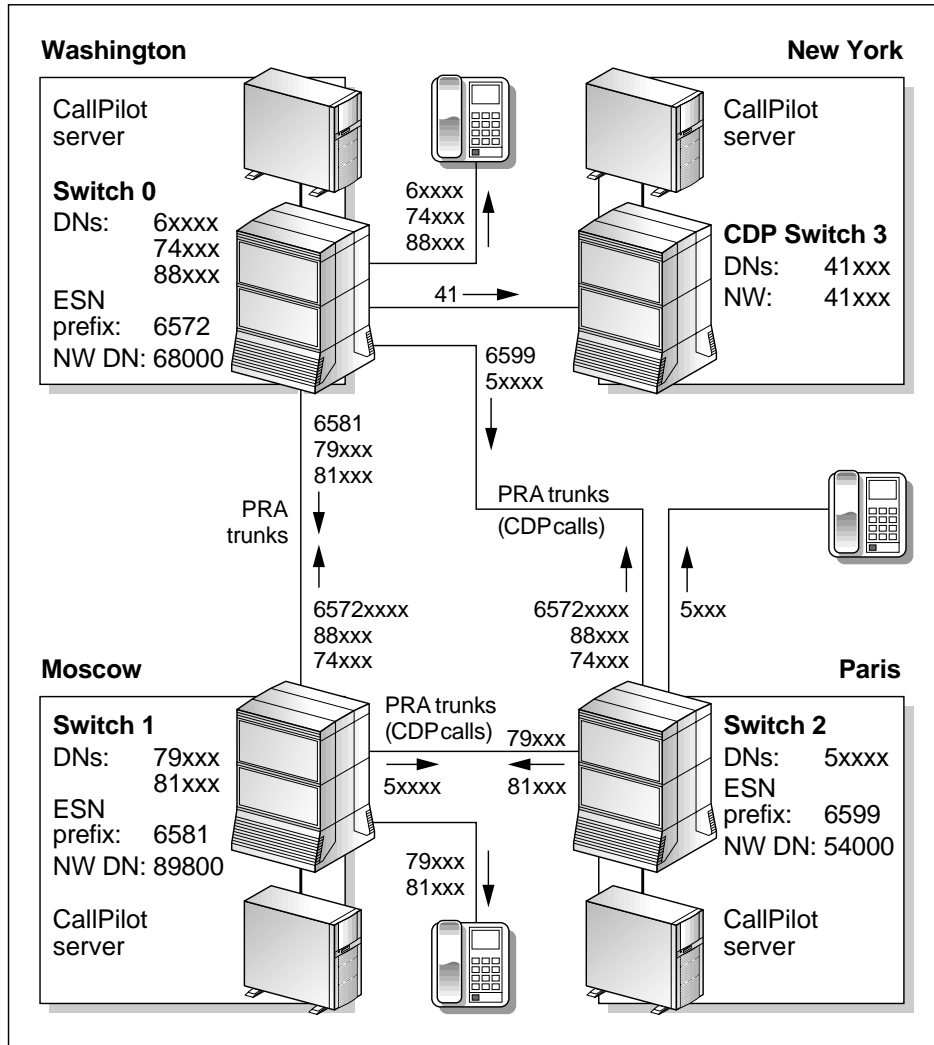 Washington
New York
CallPilot
server
CallPilot
server
Switch 0
DNs: 6xxxx
74xxx
88xxx
ESN
prefix: 6572
NW DN: 68000
6xxxx
74xxx
88xxx
CDP Switch 3
DNs: 41xxx
NW: 41xxx
41
6599
5xxxx
6581
79xxx
81xxx
PRA
trunks
PRA trunks
(CDP calls)
6572xxxx
88xxx
74xxx
6572xxxx
88xxx
74xxx
5xxx
Moscow
Paris
Switch 1
DNs: 79xxx
81xxx
ESN
prefix: 6581
NW DN: 89800
CallPilot
server
PRA trunks
(CDP calls)
5xxxx
79xxx
81xxx
79xxx
81xxx
Switch 2
DNs: 5xxxx
ESN
prefix: 6599
NW DN: 54000
CallPilot
server